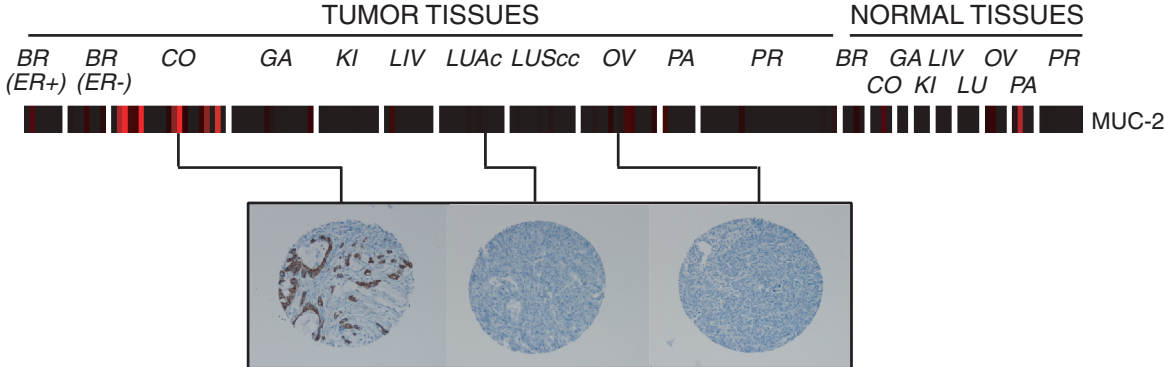 TUMOR TISSUES NORMAL TISSUES
BR BR CO GA KI LIV LUAc LUScc OV PA PR BR GA LIV OV PR
(ER+) (ER-) CO KI LU PA
MUC-2